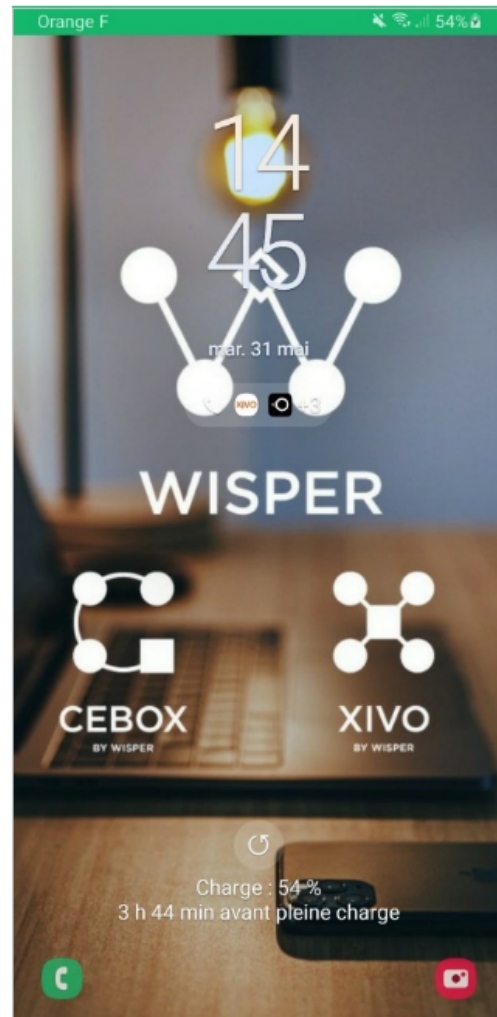 Orange F
54%
14
45
mar. 31 mai
XIVO
+3
WISPER
CEBOX
BY WISPER
XIVO
BY WISPER
Charge : 54 %
3 h 44 min avant pleine charge